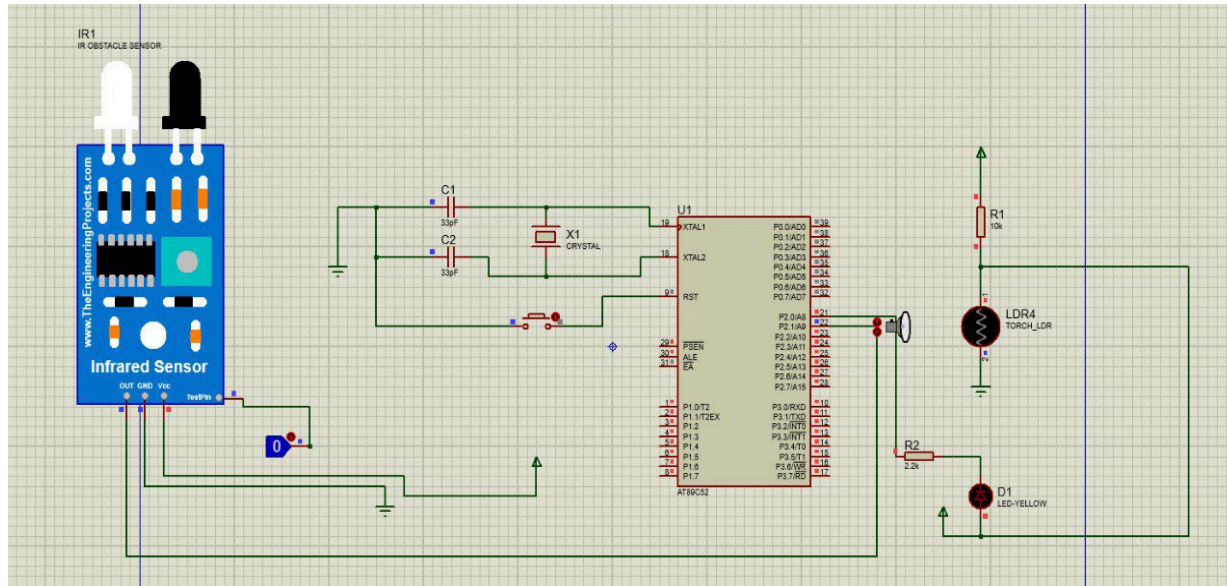 IR1
IR OBSTACLE SENSOR
www.TheEngineeringProjects.com
Infrared Sensor
OUT GND Vcc
TestPin
0
C1
33pF
C2
33pF
X1
CRYSTAL
U1
19 XTAL1
18 XTAL2
9 RST
29 PSEN
30 ALE
31 EA
1 P1.0/T2
2 P1.1/T2EX
3 P1.2
4 P1.3
5 P1.4
6 P1.5
7 P1.6
8 P1.7
P0.0/AD0 39
P0.1/AD1 38
P0.2/AD2 37
P0.3/AD3 36
P0.4/AD4 35
P0.5/AD5 34
P0.6/AD6 33
P0.7/AD7 32
P2.0/A8 21
P2.1/A9 22
P2.2/A10 23
P2.3/A11 24
P2.4/A12 25
P2.5/A13 26
P2.6/A14 27
P2.7/A15 28
P3.0/RXD 10
P3.1/TXD 11
P3.2/INT0 12
P3.3/INT1 13
P3.4/T0 14
P3.5/T1 15
P3.6/WR 16
P3.7/RD 17
AT89C52
R1
10k
1
LDR4
TORCH_LDR
2
R2
2.2k
D1
LED-YELLOW